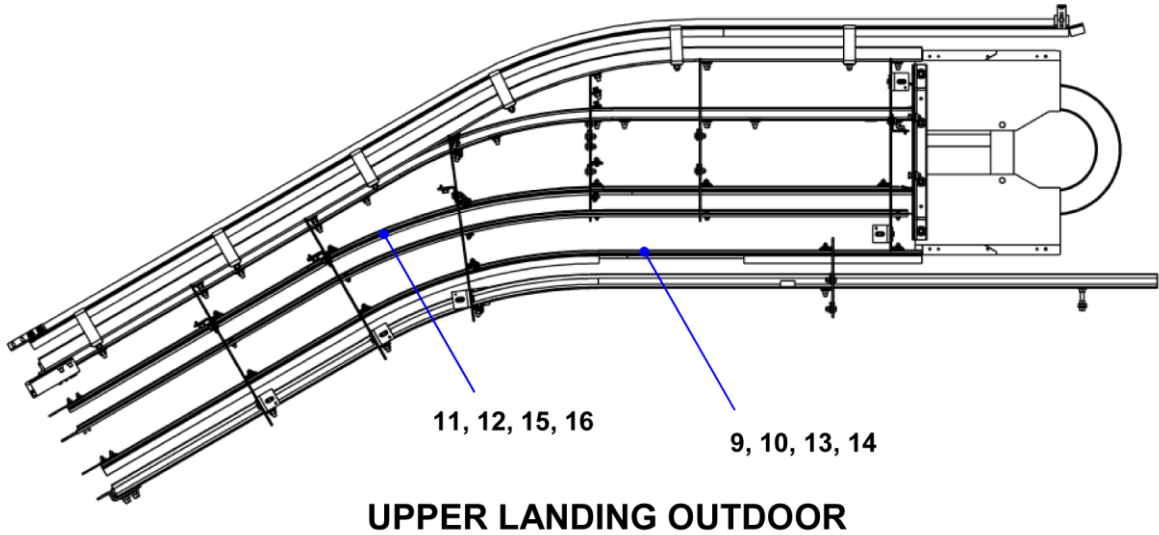 11, 12, 15, 16
9, 10, 13, 14
UPPER LANDING OUTDOOR